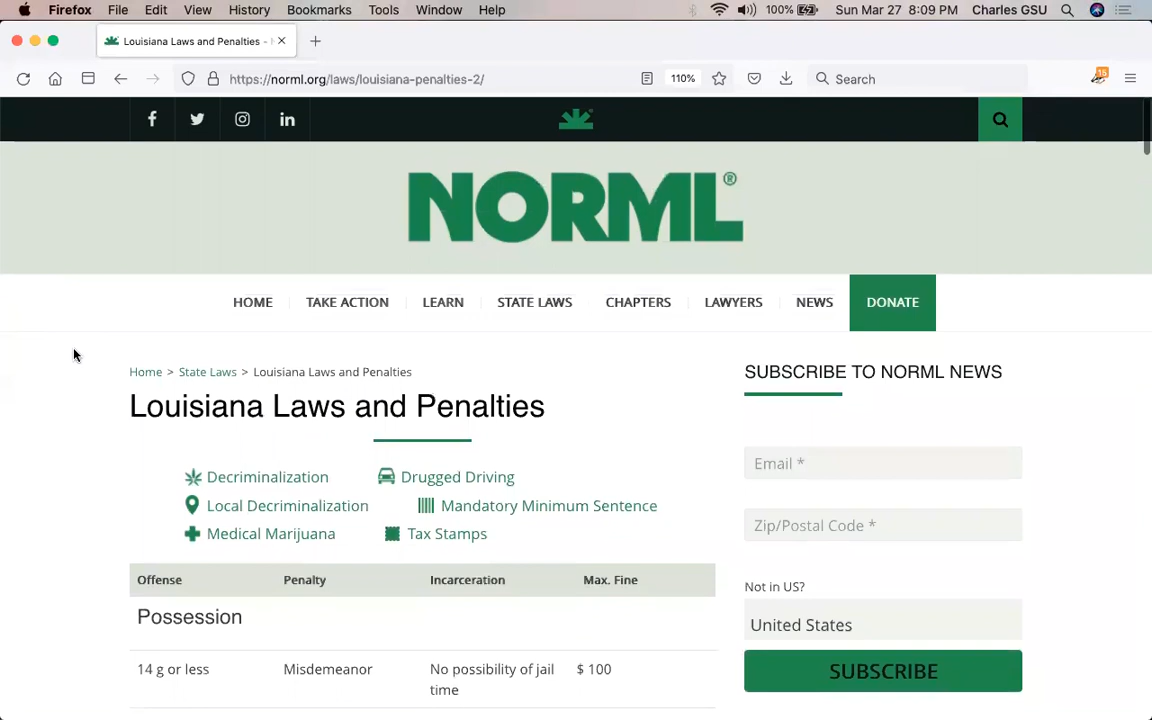 Firefox File Edit View History Bookmarks Tools Window Help 100% Sun Mar 27 8:09 PM Charles GSU
Louisiana Laws and Penalties -
https://norml.org/laws/louisiana-penalties-2/ 110% Search 15
NORML®
HOME TAKE ACTION LEARN STATE LAWS CHAPTERS LAWYERS NEWS DONATE
Home > State Laws > Louisiana Laws and Penalties
Louisiana Laws and Penalties
Decriminalization Drugged Driving
Local Decriminalization Mandatory Minimum Sentence
Medical Marijuana Tax Stamps
Offense Penalty Incarceration Max. Fine
Possession
14 g or less Misdemeanor No possibility of jail $ 100
time
SUBSCRIBE TO NORML NEWS
Email *
Zip/Postal Code *
Not in US?
United States
SUBSCRIBE